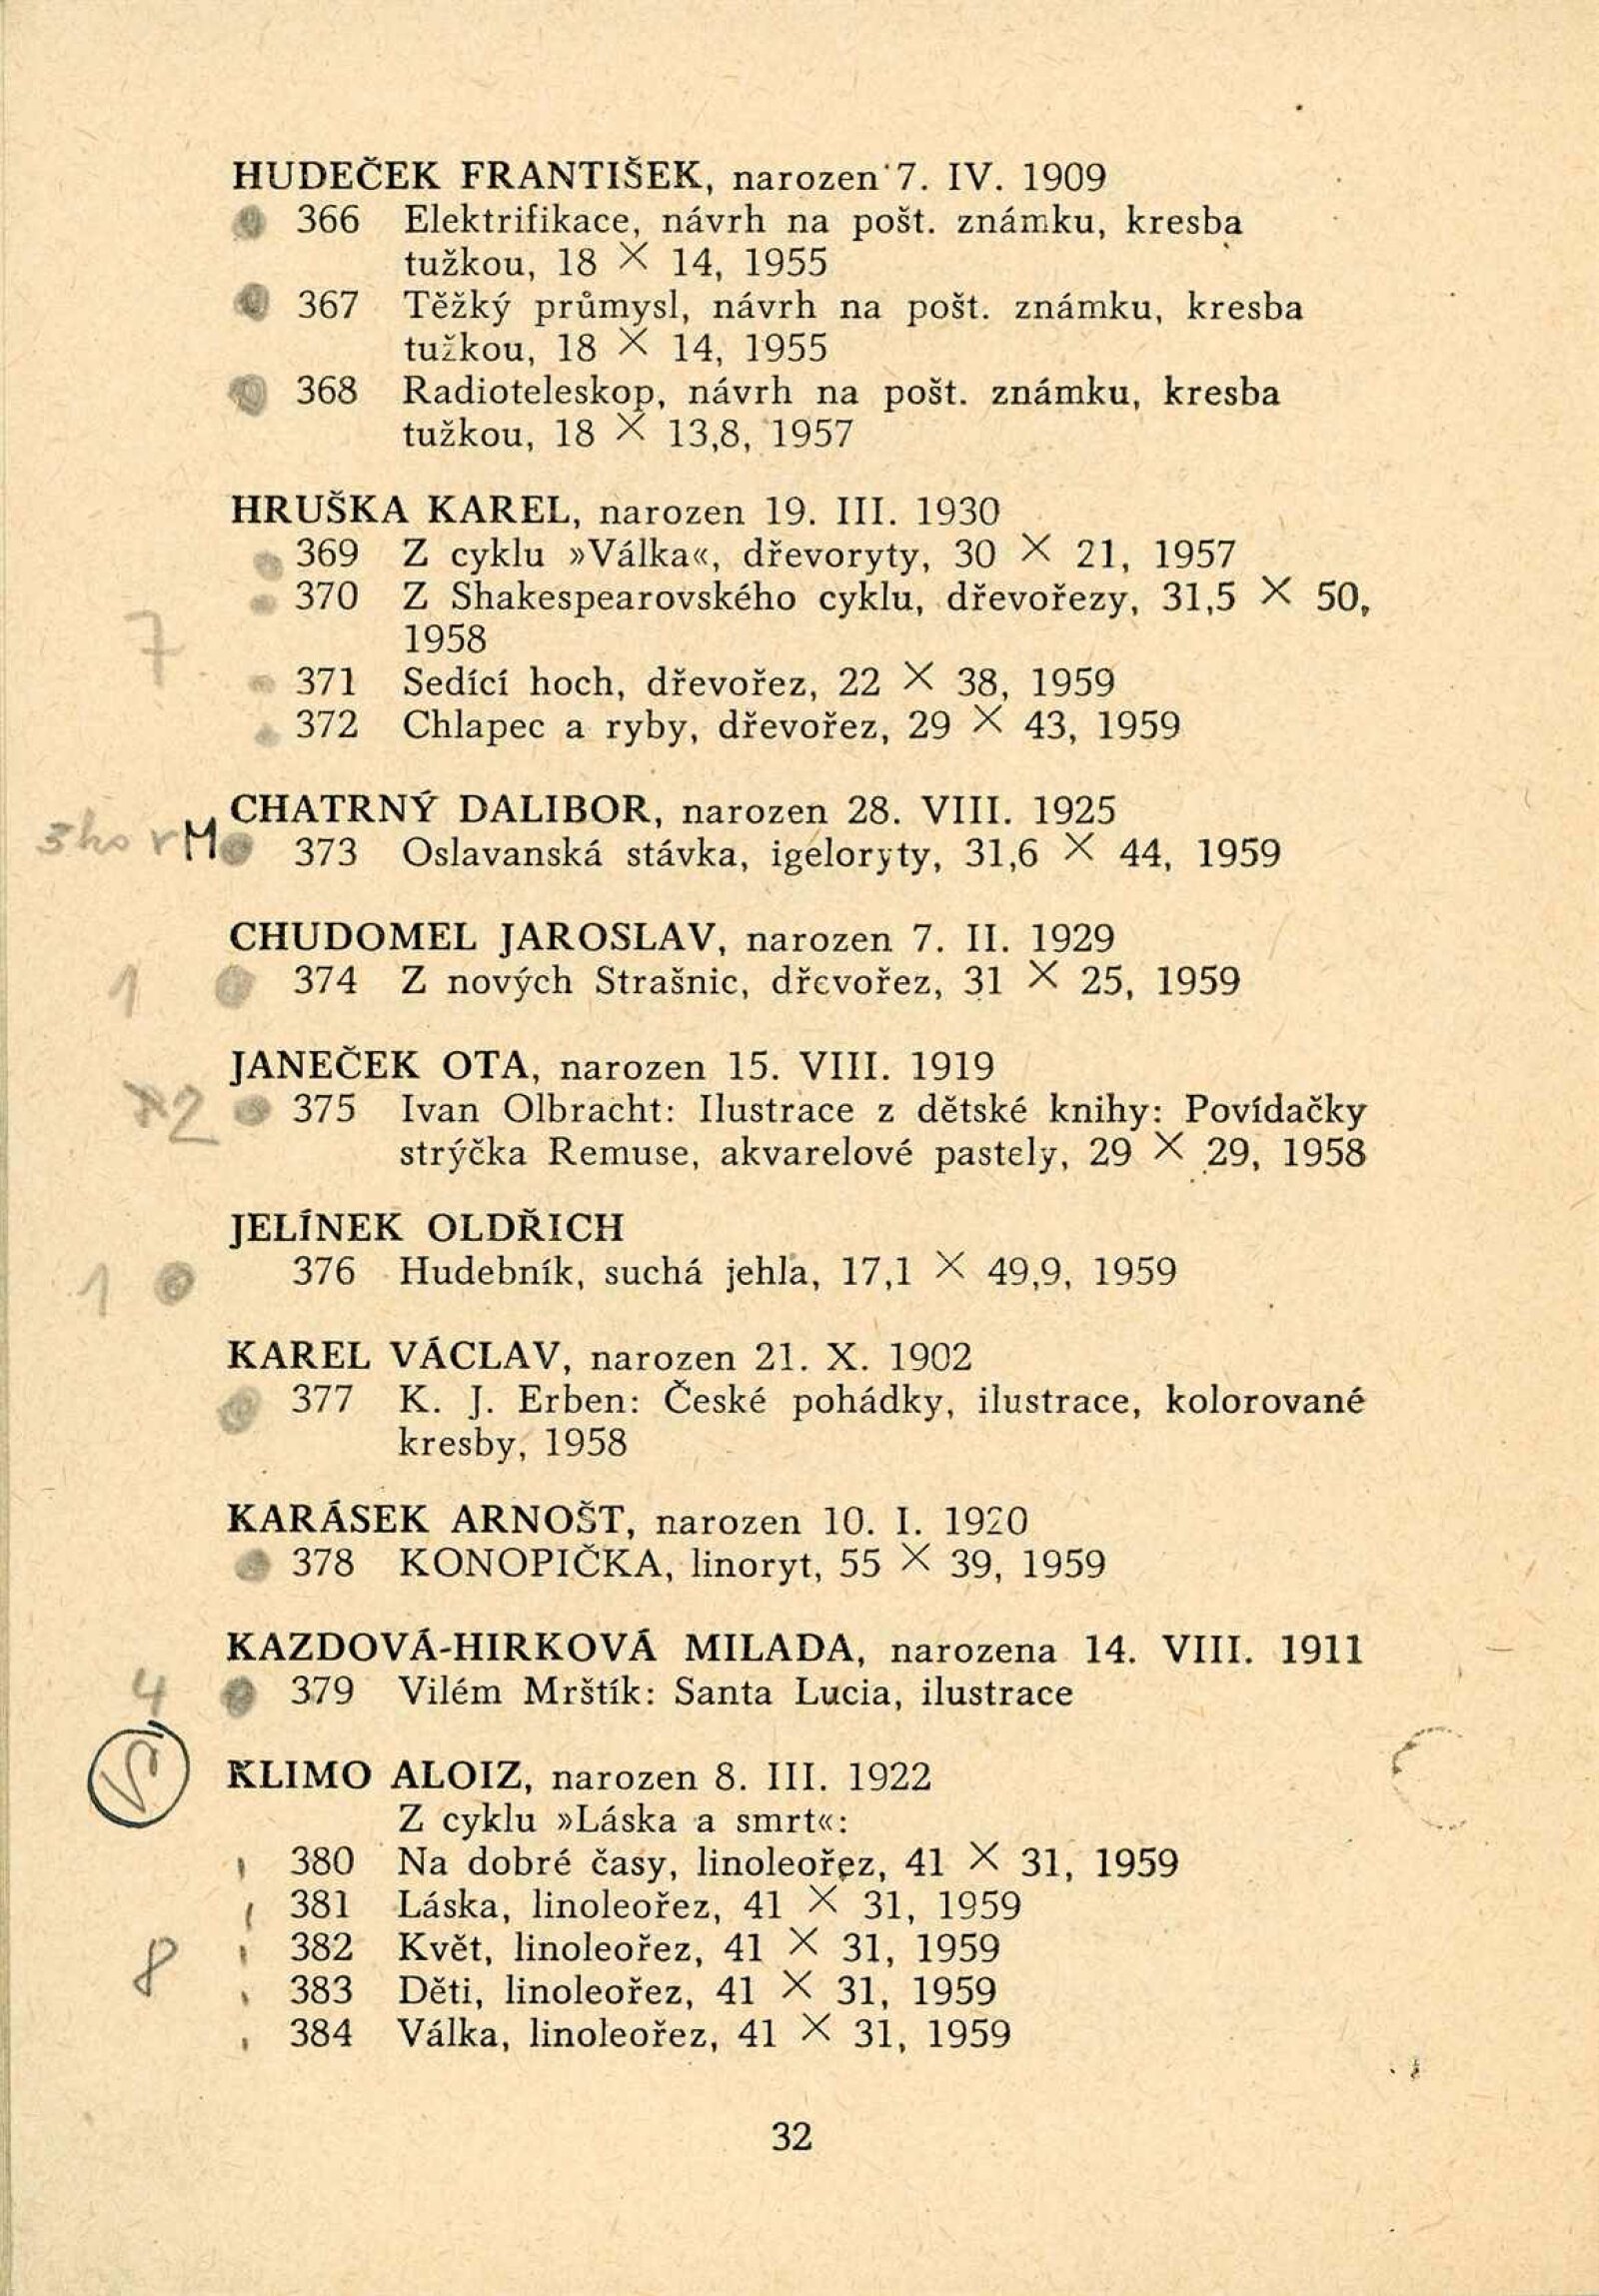 HUDEČEK FRANTIŠEK, narozen 7. IV. 1909
366 Elektrifikace, návrh na pošt. známku, kresba
tužkou, 18 × 14, 1955
367 Těžký průmysl, návrh na pošt. známku, kresba
tužkou, 18 × 14, 1955
368 Radioteleskop, návrh na pošt. známku, kresba
tužkou, 18 × 13,8, 1957
HRUŠKA KAREL, narozen 19. III. 1930
369 Z cyklu »Válka«, dřevoryty, 30 × 21, 1957
370 Z Shakespearovského cyklu, dřevořezy, 31,5 × 50,
7 1958
371 Sedící hoch, dřevořez, 22 × 38, 1959
372 Chlapec a ryby, dřevořez, 29 × 43, 1959
CHATRNÝ DALIBOR, narozen 28. VIII. 1925
M 373 Oslavanská stávka, igeloryty, 31,6 × 44, 1959
CHUDOMEL JAROSLAV, narozen 7. II. 1929
1 374 Z nových Strašnic, dřevořez, 31 × 25, 1959
JANEČEK OTA, narozen 15. VIII. 1919
2 375 Ivan Olbracht: Ilustrace z dětské knihy: Povídačky
strýčka Remuse, akvarelové pastely, 29 × 29, 1958
JELÍNEK OLDŘICH
1 376 Hudebník, suchá jehla, 17,1 × 49,9, 1959
KAREL VÁCLAV, narozen 21. X. 1902
377 K. J. Erben: České pohádky, ilustrace, kolorované
kresby, 1958
KARÁSEK ARNOŠT, narozen 10. I. 1920
378 KONOPIČKA, linoryt, 55 × 39, 1959
KAZDOVÁ-HIRKOVÁ MILADA, narozena 14. VIII. 1911
4 379 Vilém Mrštík: Santa Lucia, ilustrace
KLIMO ALOIZ, narozen 8. III. 1922
Z cyklu »Láska a smrt«:
380 Na dobré časy, linoleořez, 41 × 31, 1959
381 Láska, linoleořez, 41 × 31, 1959
8 382 Květ, linoleořez, 41 × 31, 1959
383 Děti, linoleořez, 41 × 31, 1959
384 Válka, linoleořez, 41 × 31, 1959
32